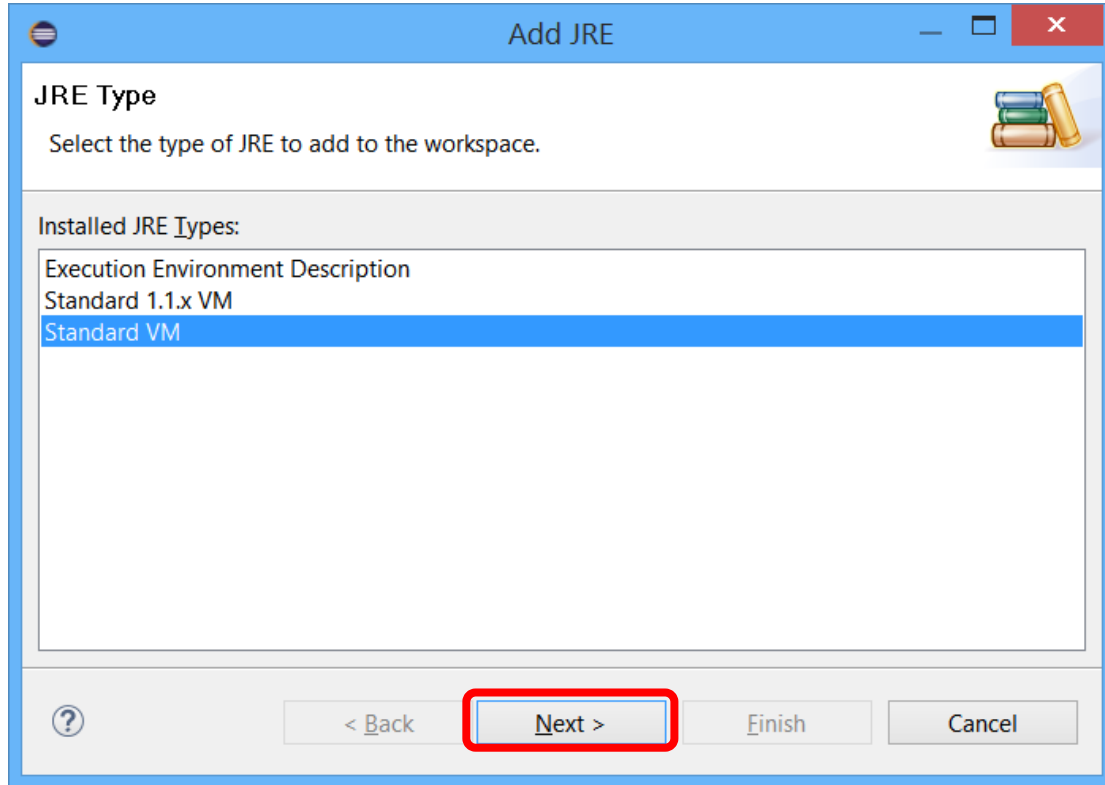 Add JRE
JRE Type
Select the type of JRE to add to the workspace.
Installed JRE Types:
Execution Environment Description
Standard 1.1.x VM
Standard VM
? < Back Next > Finish Cancel